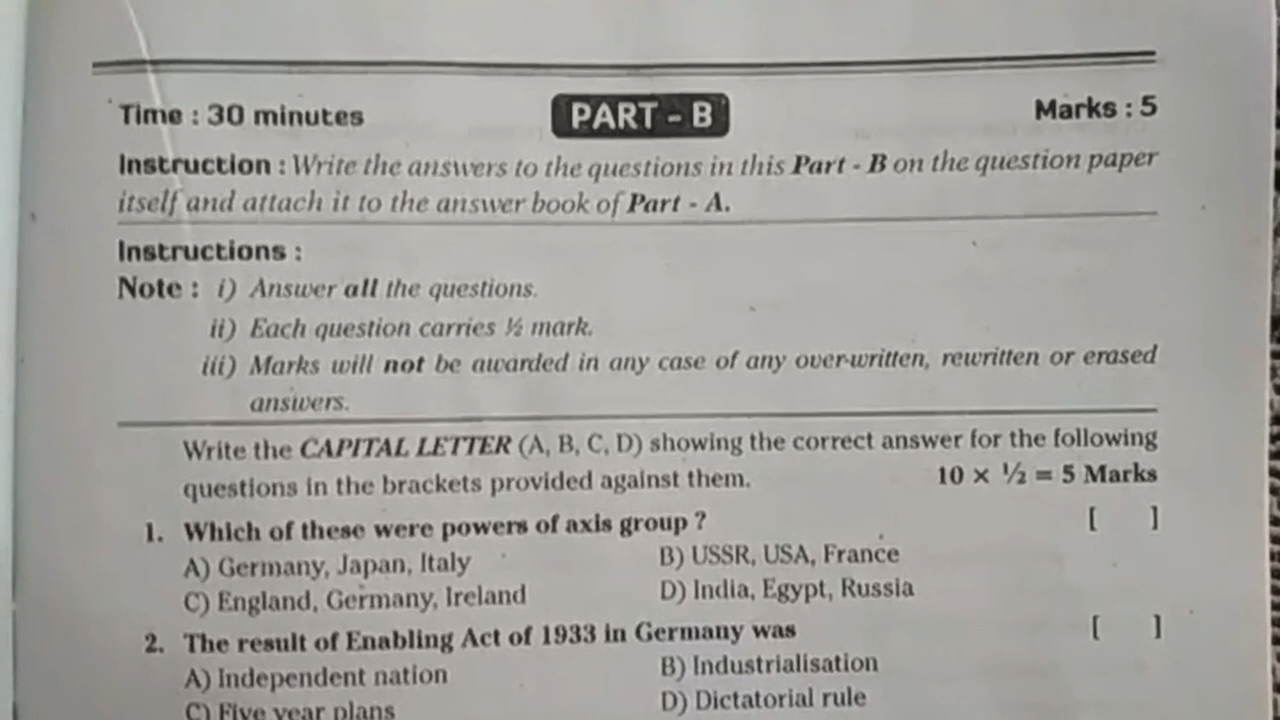 Time : 30 minutes PART - B Marks : 5
Instruction : Write the answers to the questions in this Part - B on the question paper
itself and attach it to the answer book of Part - A.
Instructions :
Note : i) Answer all the questions.
ii) Each question carries ½ mark.
iii) Marks will not be awarded in any case of any over-written, rewritten or erased
answers.
Write the CAPITAL LETTER (A, B, C, D) showing the correct answer for the following
questions in the brackets provided against them. 10 × ½ = 5 Marks
1. Which of these were powers of axis group ? [ ]
A) Germany, Japan, Italy B) USSR, USA, France
C) England, Germany, Ireland D) India, Egypt, Russia
2. The result of Enabling Act of 1933 in Germany was [ ]
A) Independent nation B) Industrialisation
C) Five year plans D) Dictatorial rule